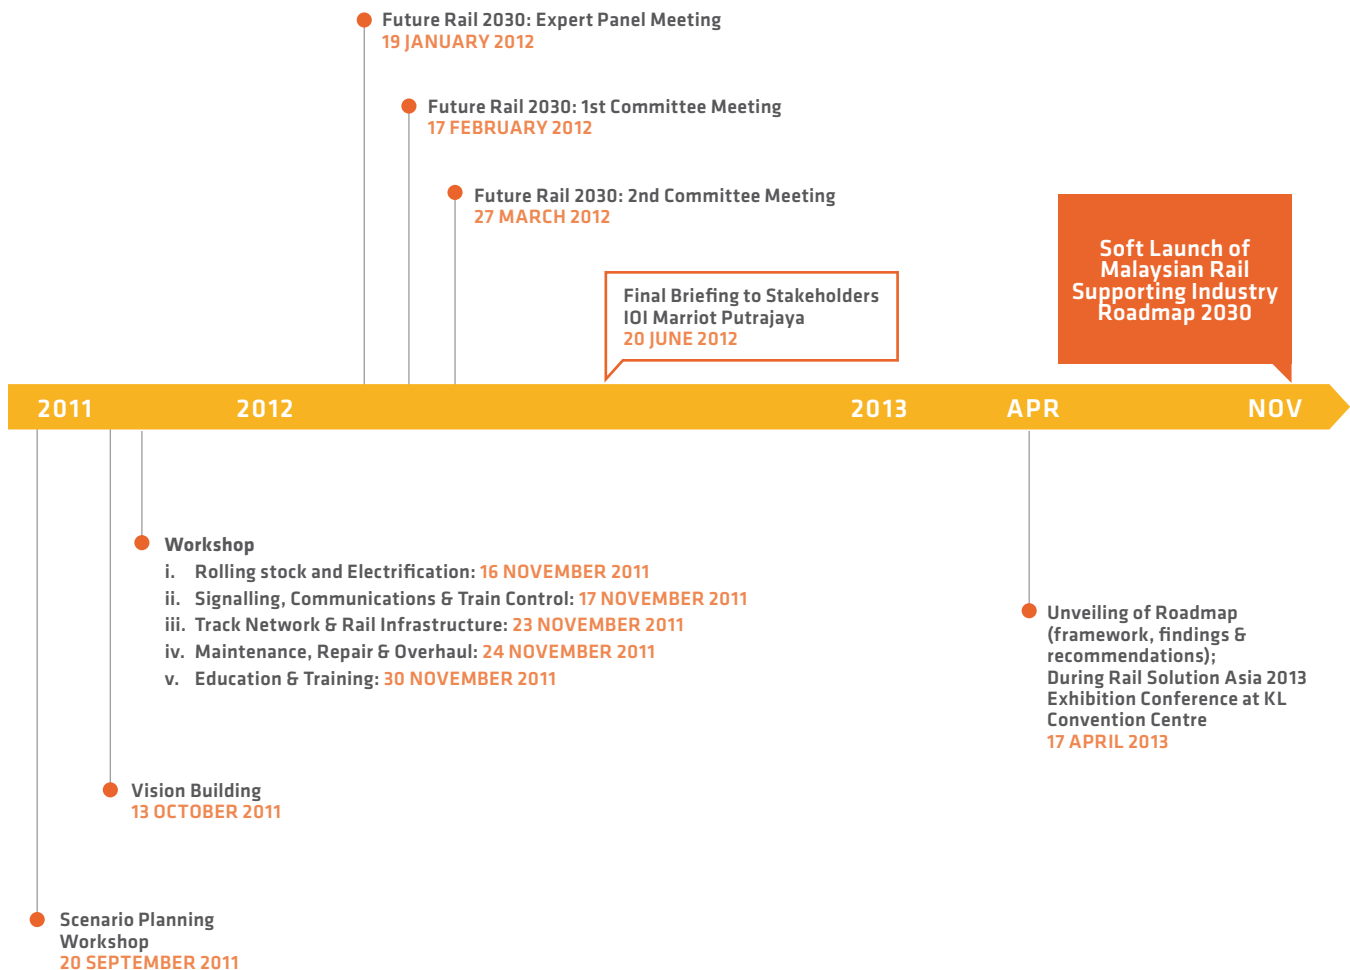 Future Rail 2030: Expert Panel Meeting
19 JANUARY 2012
Future Rail 2030: 1st Committee Meeting
17 FEBRUARY 2012
Future Rail 2030: 2nd Committee Meeting
27 MARCH 2012
Final Briefing to Stakeholders
IOI Marriot Putrajaya
20 JUNE 2012
Soft Launch of
Malaysian Rail
Supporting Industry
Roadmap 2030
2011 2012 2013 APR NOV
Workshop
i. Rolling stock and Electrification: 16 NOVEMBER 2011
ii. Signalling, Communications & Train Control: 17 NOVEMBER 2011
iii. Track Network & Rail Infrastructure: 23 NOVEMBER 2011
iv. Maintenance, Repair & Overhaul: 24 NOVEMBER 2011
v. Education & Training: 30 NOVEMBER 2011
Unveiling of Roadmap
(framework, findings &
recommendations);
During Rail Solution Asia 2013
Exhibition Conference at KL
Convention Centre
17 APRIL 2013
Vision Building
13 OCTOBER 2011
Scenario Planning
Workshop
20 SEPTEMBER 2011